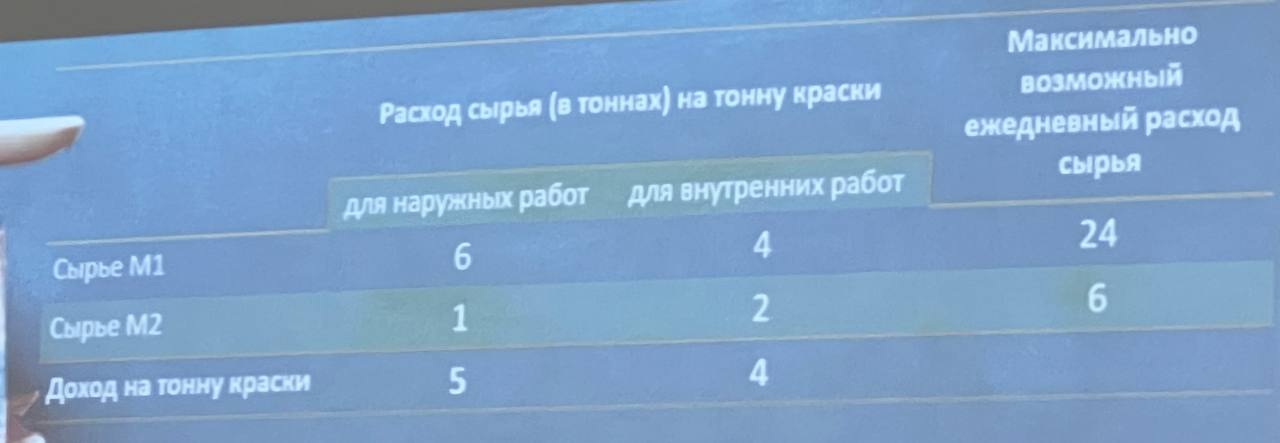 Максимально
возможный
ежедневный расход
сырья
Расход сырья (в тоннах) на тонну краски
для наружных работ для внутренних работ
Сырье М1 6 4 24
Сырье М2 1 2 6
Доход на тонну краски 5 4